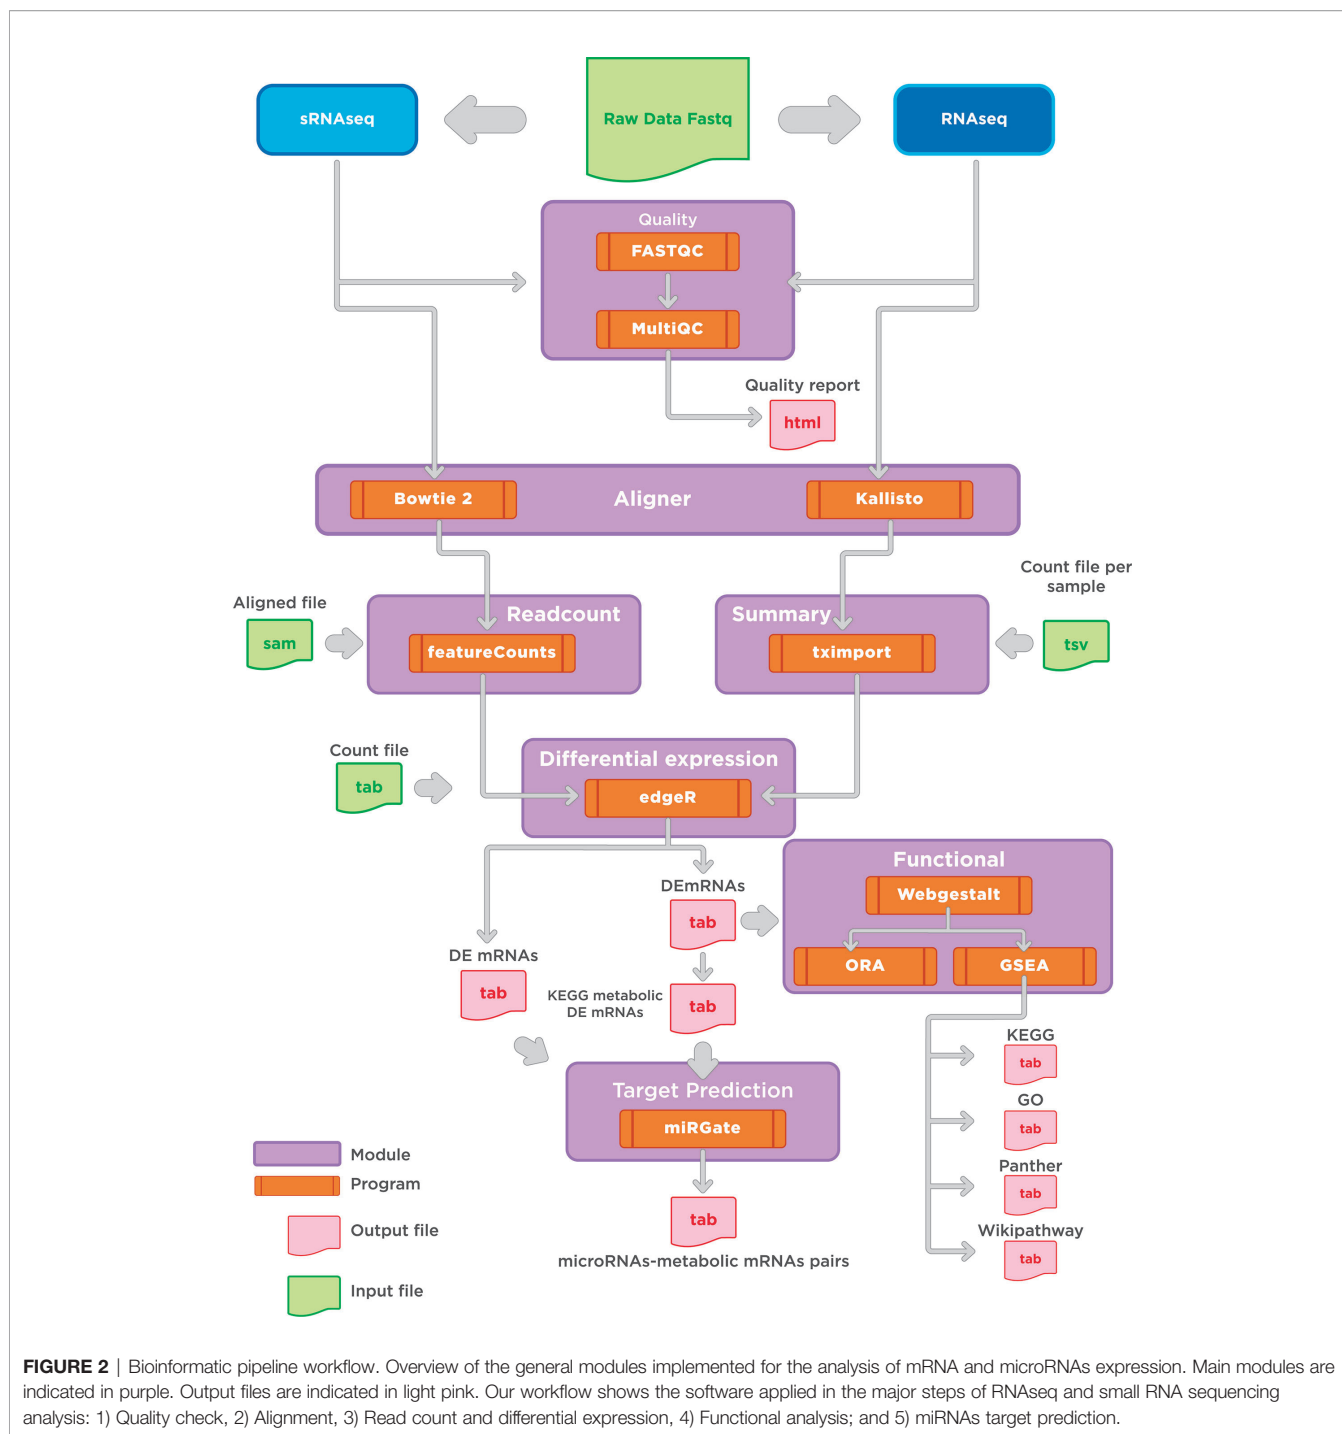 sRNAseq
Raw Data Fastq
RNAseq
Quality
FASTQC
MultiQC
Quality report
html
Bowtie 2
Aligner
Kallisto
Count file per
sample
Aligned file
sam
Readcount
featureCounts
Summary
tximport
tsv
Count file
tab
Differential expression
edgeR
Functional
Webgestalt
ORA
GSEA
DEmRNAs
tab
DE mRNAs
tab
KEGG metabolic
DE mRNAs
tab
KEGG
tab
GO
tab
Panther
tab
Wikipathway
tab
Target Prediction
miRGate
tab
microRNAs-metabolic mRNAs pairs
Module
Program
Output file
Input file
FIGURE 2 | Bioinformatic pipeline workflow. Overview of the general modules implemented for the analysis of mRNA and microRNAs expression. Main modules are
indicated in purple. Output files are indicated in light pink. Our workflow shows the software applied in the major steps of RNAseq and small RNA sequencing
analysis: 1) Quality check, 2) Alignment, 3) Read count and differential expression, 4) Functional analysis; and 5) miRNAs target prediction.